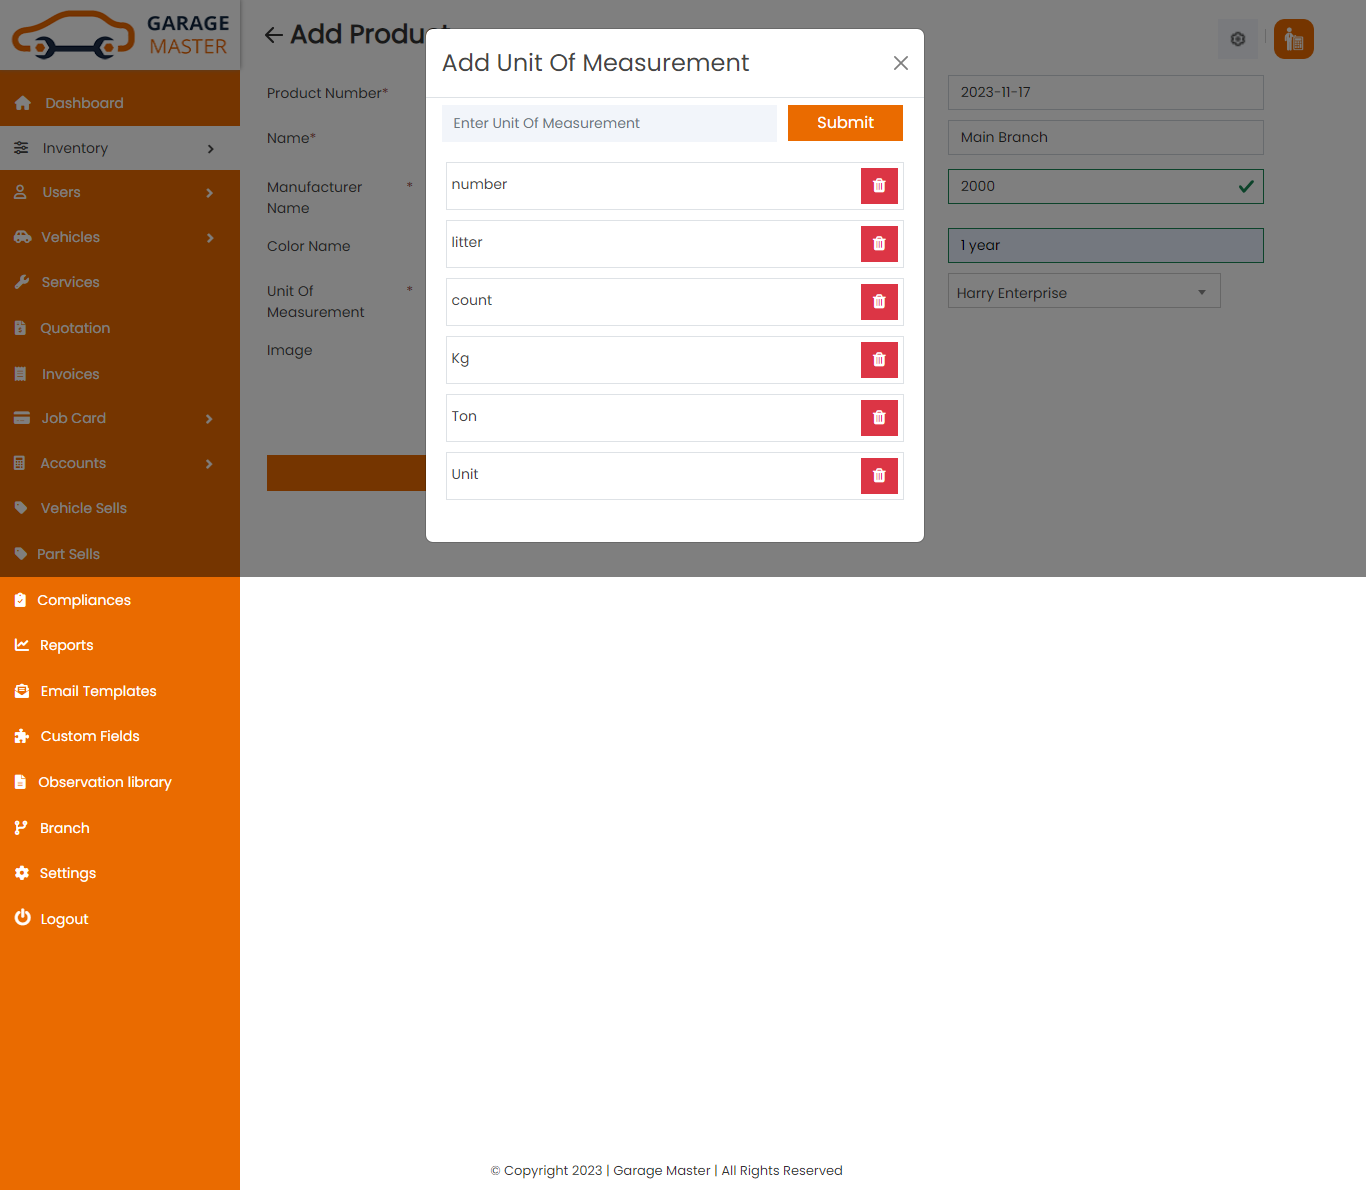 GARAGE
MASTER
Dashboard
Inventory
Users
Vehicles
Services
Quotation
Invoices
Job Card
Accounts
Vehicle Sells
Part Sells
Compliances
Reports
Email Templates
Custom Fields
Observation library
Branch
Settings
Logout
Add Product
Product Number*
Name*
Manufacturer *
Name
Color Name
Unit Of *
Measurement
Image
Add Unit Of Measurement
Enter Unit Of Measurement
Submit
number
litter
count
Kg
Ton
Unit
2023-11-17
Main Branch
2000
1 year
Harry Enterprise
© Copyright 2023 | Garage Master | All Rights Reserved